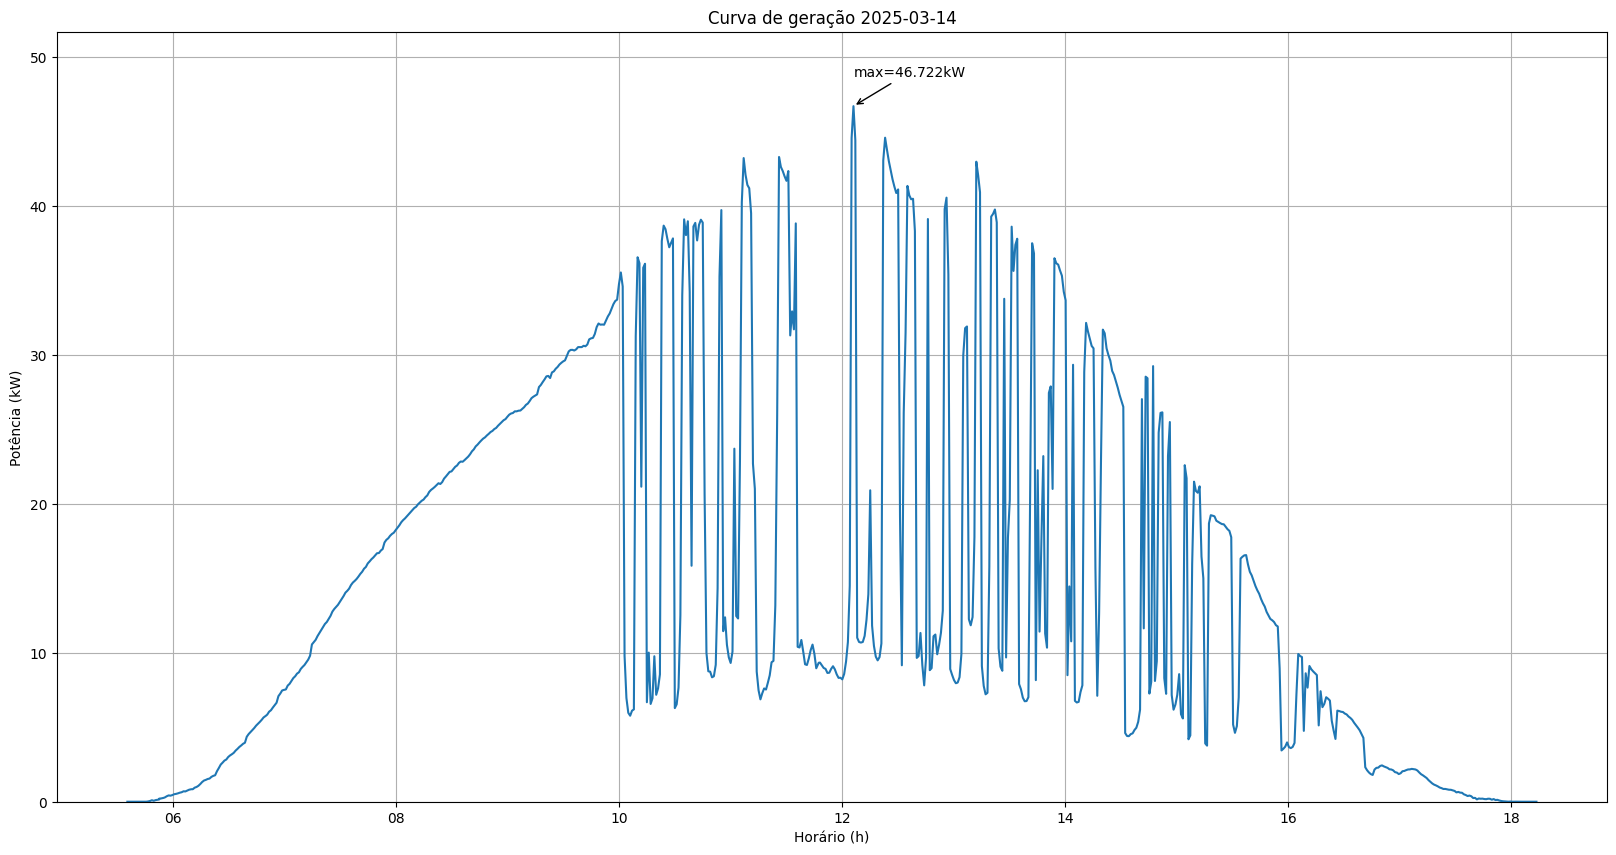 Curva de geração 2025-03-14
50
max=46.722kW
40
30
Potência (kW)
20
10
0
06 08 10 12 14 16 18
Horário (h)